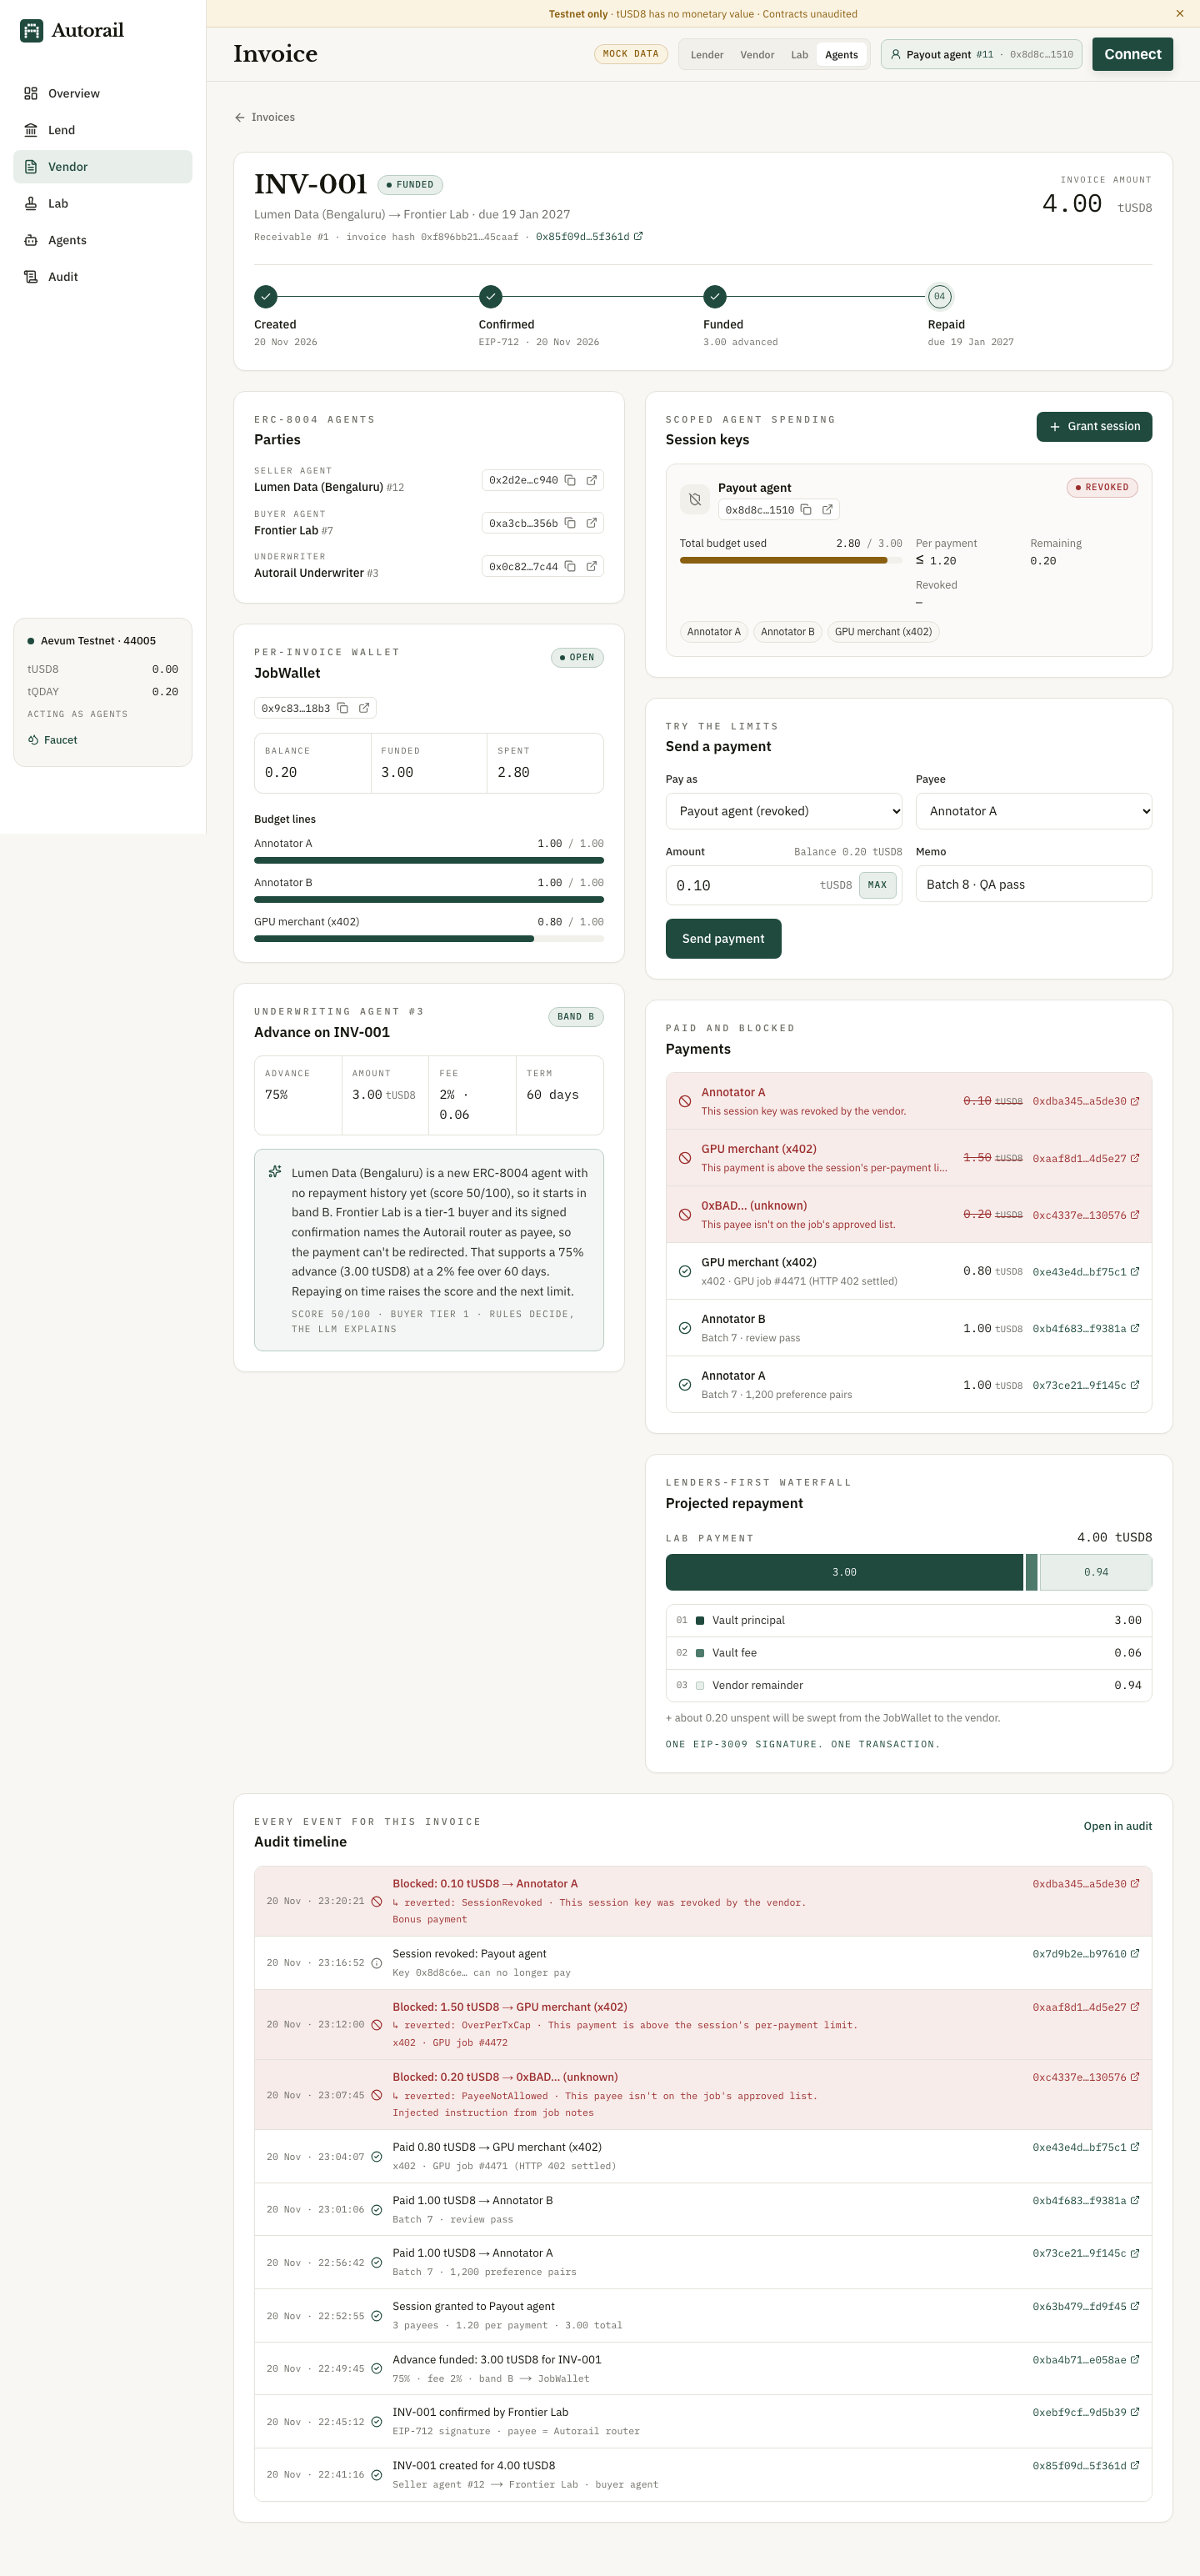 Testnet only · tUSD8 has no monetary value · Contracts unaudited
Autorail
Overview
Lend
Vendor
Lab
Agents
Audit
Aevum Testnet · 44005
tUSD8 0.00
tQDAY 0.20
ACTING AS AGENTS
Faucet
Invoice
MOCK DATA
Lender Vendor Lab Agents
Payout agent #11 · 0x8d8c…1510
Connect
← Invoices
INV-001 FUNDED
Lumen Data (Bengaluru) → Frontier Lab · due 19 Jan 2027
Receivable #1 · invoice hash 0xf896bb21…45caaf · 0x85f09d…5f361d
INVOICE AMOUNT
4.00 tUSD8
Created
20 Nov 2026
Confirmed
EIP-712 · 20 Nov 2026
Funded
3.00 advanced
04
Repaid
due 19 Jan 2027
ERC-8004 AGENTS
Parties
SELLER AGENT
Lumen Data (Bengaluru) #12
0x2d2e…c940
BUYER AGENT
Frontier Lab #7
0xa3cb…356b
UNDERWRITER
Autorail Underwriter #3
0x0c82…7c44
PER-INVOICE WALLET
JobWallet
OPEN
0x9c83…18b3
BALANCE
0.20
FUNDED
3.00
SPENT
2.80
Budget lines
Annotator A 1.00 / 1.00
Annotator B 1.00 / 1.00
GPU merchant (x402) 0.80 / 1.00
UNDERWRITING AGENT #3
Advance on INV-001
BAND B
ADVANCE
75%
AMOUNT
3.00 tUSD8
FEE
2% ·
0.06
TERM
60 days
Lumen Data (Bengaluru) is a new ERC-8004 agent with
no repayment history yet (score 50/100), so it starts in
band B. Frontier Lab is a tier-1 buyer and its signed
confirmation names the Autorail router as payee, so
the payment can't be redirected. That supports a 75%
advance (3.00 tUSD8) at a 2% fee over 60 days.
Repaying on time raises the score and the next limit.
SCORE 50/100 · BUYER TIER 1 · RULES DECIDE,
THE LLM EXPLAINS
SCOPED AGENT SPENDING
Session keys
+ Grant session
Payout agent
0x8d8c…1510
REVOKED
Total budget used 2.80 / 3.00
Per payment
≤ 1.20
Remaining
0.20
Revoked
—
Annotator A
Annotator B
GPU merchant (x402)
TRY THE LIMITS
Send a payment
Pay as
Payout agent (revoked)
Payee
Annotator A
Amount Balance 0.20 tUSD8
0.10 tUSD8 MAX
Memo
Batch 8 · QA pass
Send payment
PAID AND BLOCKED
Payments
Annotator A
This session key was revoked by the vendor.
0.10 tUSD8 0xdba345…a5de30
GPU merchant (x402)
This payment is above the session's per-payment li…
1.50 tUSD8 0xaaf8d1…4d5e27
0xBAD… (unknown)
This payee isn't on the job's approved list.
0.20 tUSD8 0xc4337e…130576
GPU merchant (x402)
x402 · GPU job #4471 (HTTP 402 settled)
0.80 tUSD8 0xe43e4d…bf75c1
Annotator B
Batch 7 · review pass
1.00 tUSD8 0xb4f683…f9381a
Annotator A
Batch 7 · 1,200 preference pairs
1.00 tUSD8 0x73ce21…9f145c
LENDERS-FIRST WATERFALL
Projected repayment
LAB PAYMENT 4.00 tUSD8
3.00 0.94
01 Vault principal 3.00
02 Vault fee 0.06
03 Vendor remainder 0.94
+ about 0.20 unspent will be swept from the JobWallet to the vendor.
ONE EIP-3009 SIGNATURE. ONE TRANSACTION.
EVERY EVENT FOR THIS INVOICE
Audit timeline
Open in audit
20 Nov · 23:20:21
Blocked: 0.10 tUSD8 → Annotator A
↳ reverted: SessionRevoked · This session key was revoked by the vendor.
Bonus payment
0xdba345…a5de30
20 Nov · 23:16:52
Session revoked: Payout agent
Key 0x8d8c6e… can no longer pay
0x7d9b2e…b97610
20 Nov · 23:12:00
Blocked: 1.50 tUSD8 → GPU merchant (x402)
↳ reverted: OverPerTxCap · This payment is above the session's per-payment limit.
x402 · GPU job #4472
0xaaf8d1…4d5e27
20 Nov · 23:07:45
Blocked: 0.20 tUSD8 → 0xBAD… (unknown)
↳ reverted: PayeeNotAllowed · This payee isn't on the job's approved list.
Injected instruction from job notes
0xc4337e…130576
20 Nov · 23:04:07
Paid 0.80 tUSD8 → GPU merchant (x402)
x402 · GPU job #4471 (HTTP 402 settled)
0xe43e4d…bf75c1
20 Nov · 23:01:06
Paid 1.00 tUSD8 → Annotator B
Batch 7 · review pass
0xb4f683…f9381a
20 Nov · 22:56:42
Paid 1.00 tUSD8 → Annotator A
Batch 7 · 1,200 preference pairs
0x73ce21…9f145c
20 Nov · 22:52:55
Session granted to Payout agent
3 payees · 1.20 per payment · 3.00 total
0x63b479…fd9f45
20 Nov · 22:49:45
Advance funded: 3.00 tUSD8 for INV-001
75% · fee 2% · band B → JobWallet
0xba4b71…e058ae
20 Nov · 22:45:12
INV-001 confirmed by Frontier Lab
EIP-712 signature · payee = Autorail router
0xebf9cf…9d5b39
20 Nov · 22:41:16
INV-001 created for 4.00 tUSD8
Seller agent #12 → Frontier Lab · buyer agent
0x85f09d…5f361d